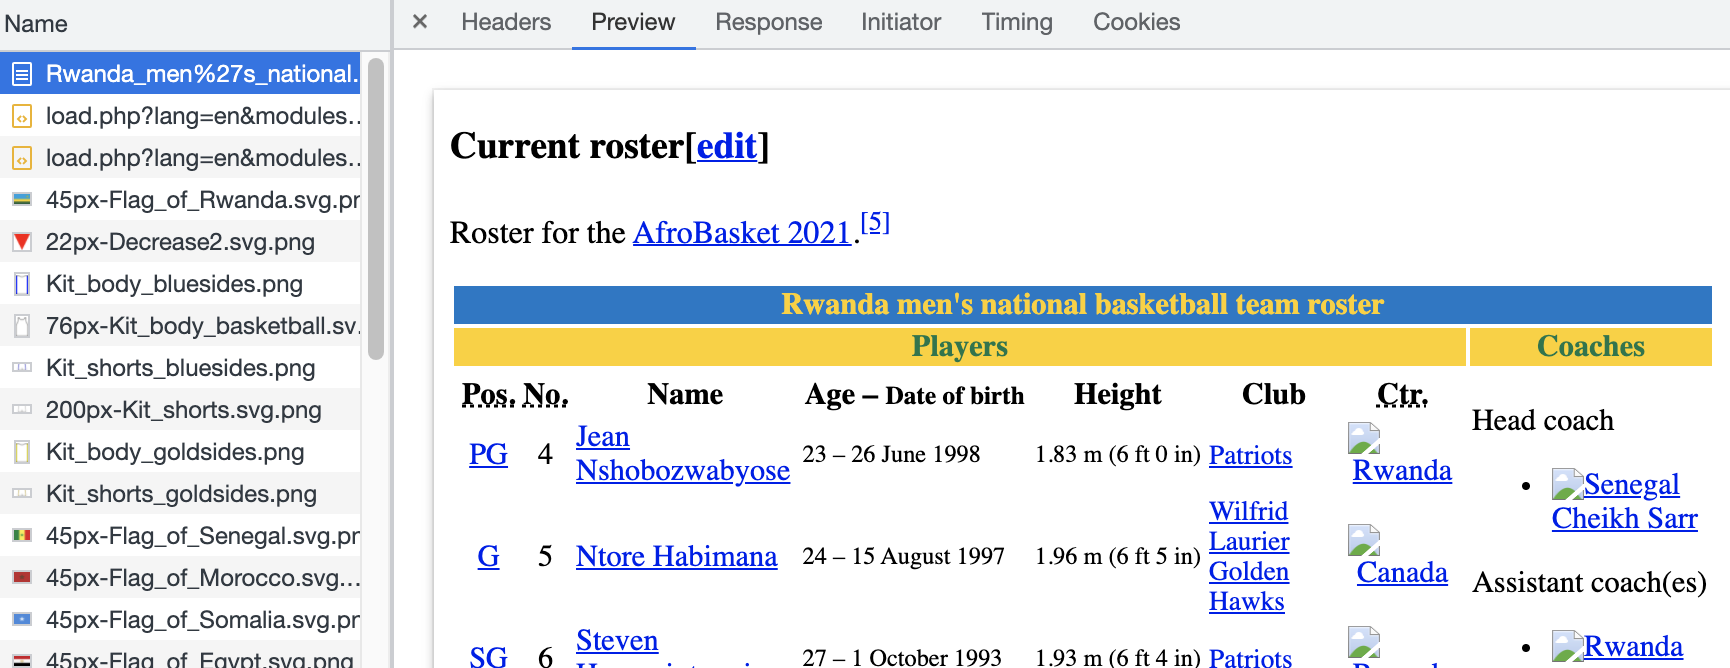 Name
Rwanda_men%27s_national.
load.php?lang=en&modules..
load.php?lang=en&modules..
45px-Flag_of_Rwanda.svg.pr
22px-Decrease2.svg.png
Kit_body_bluesides.png
76px-Kit_body_basketball.sv.
Kit_shorts_bluesides.png
200px-Kit_shorts.svg.png
Kit_body_goldsides.png
Kit_shorts_goldsides.png
45px-Flag_of_Senegal.svg.pr
45px-Flag_of_Morocco.svg...
45px-Flag_of_Somalia.svg.pr
45px-Flag_of_Egypt.svg.png
× Headers Preview Response Initiator Timing Cookies
Current roster[edit]
Roster for the AfroBasket 2021.[5]
Rwanda men's national basketball team roster
Players Coaches
Pos. No. Name Age – Date of birth Height Club Ctr.
PG 4 Jean Nshobozwabyose 23 – 26 June 1998 1.83 m (6 ft 0 in) Patriots Rwanda
G 5 Ntore Habimana 24 – 15 August 1997 1.96 m (6 ft 5 in) Wilfrid Laurier Golden Hawks Canada
SG 6 Steven 27 – 1 October 1993 1.93 m (6 ft 4 in) Patriots
Head coach
• Senegal
Cheikh Sarr
Assistant coach(es)
• Rwanda